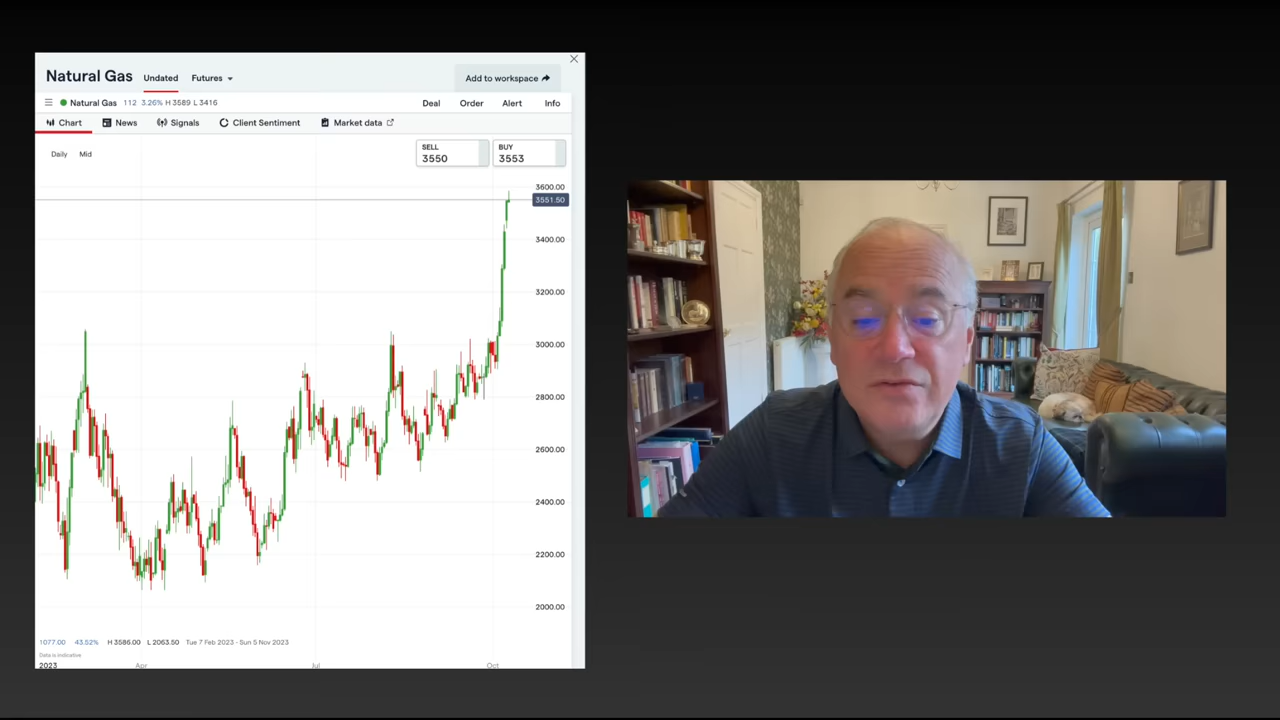 Natural Gas Undated Futures Add to workspace
Natural Gas 112 3.26% H 3589 L 3416 Deal Order Alert Info
Chart News Signals Client Sentiment Market data
Daily Mid
SELL BUY
3550 3553
3600.00
3551.50
3400.00
3200.00
3000.00
2800.00
2600.00
2400.00
2200.00
2000.00
1077.00 43.52% H 3586.00 L 2063.50 Tue 7 Feb 2023 - Sun 5 Nov 2023
Data is indicative
2023 Apr Jul Oct